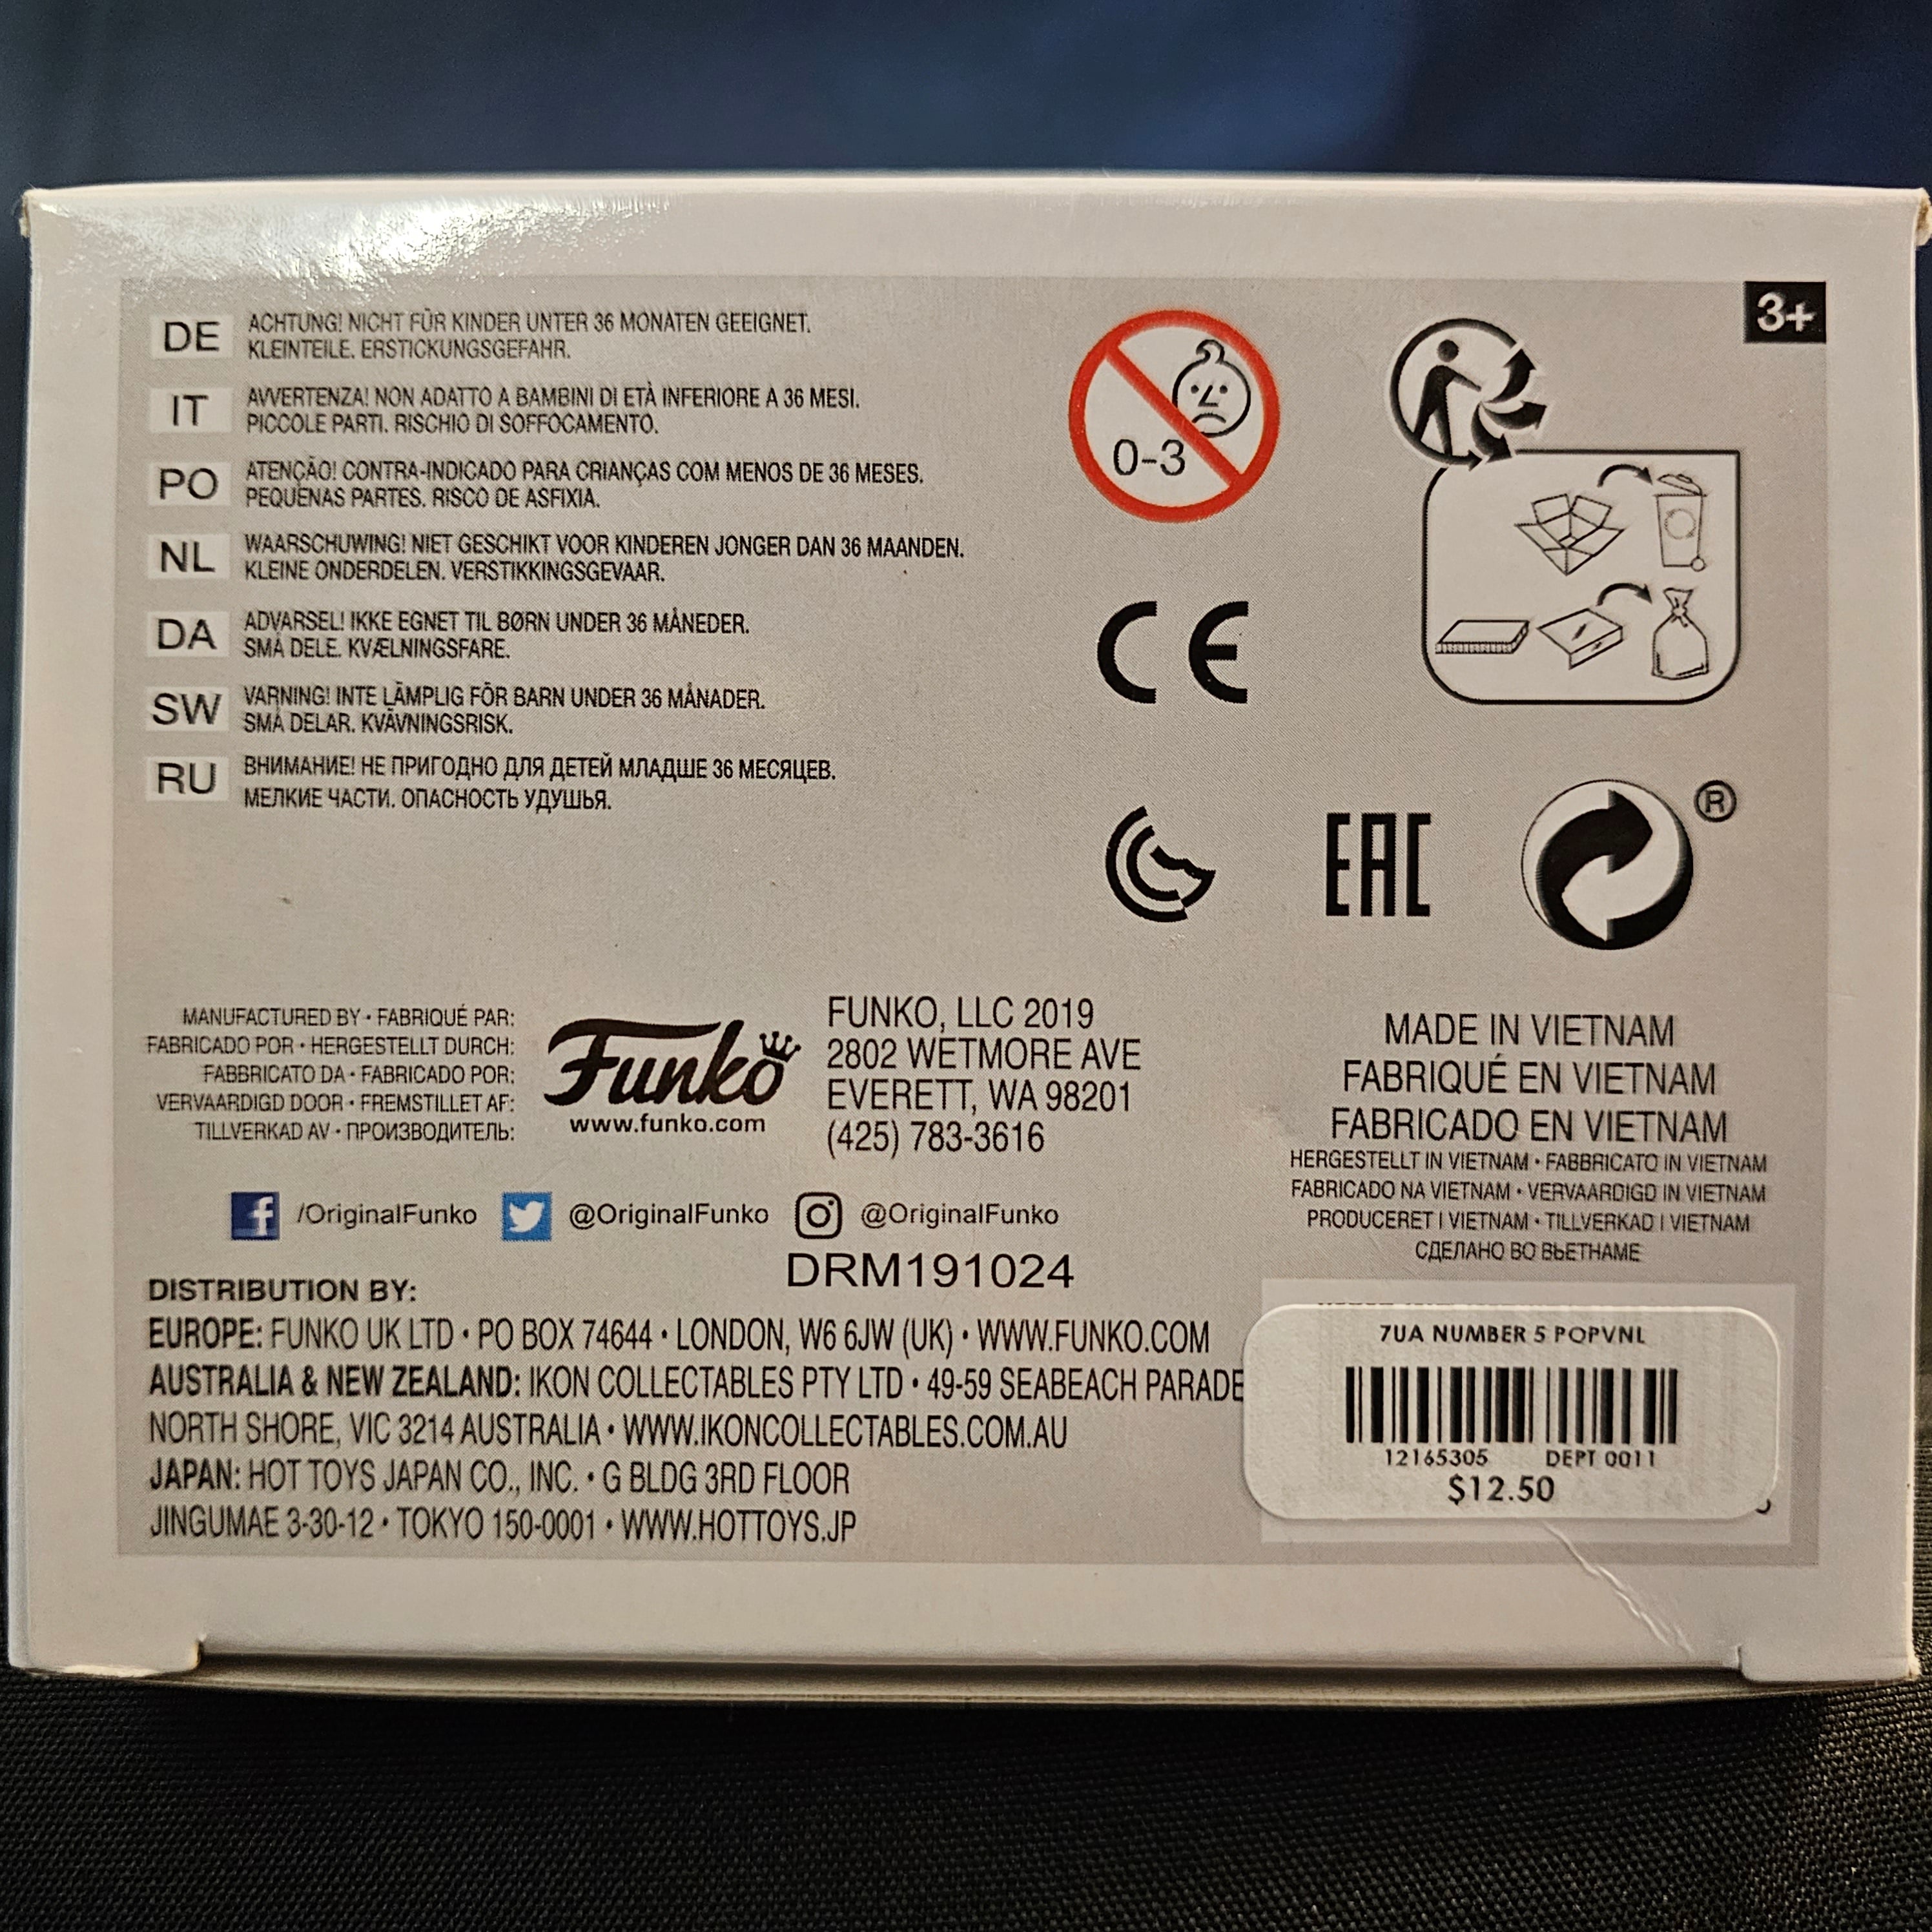 3+
DE
ACHTUNG! NICHT FÜR KINDER UNTER 36 MONATEN GEEIGNET.
KLEINTEILE. ERSTICKUNGSGEFAHR.
IT
AVVERTENZA! NON ADATTO A BAMBINI DI ETÀ INFERIORE A 36 MESI.
PICCOLE PARTI. RISCHIO DI SOFFOCAMENTO.
PO
ATENÇÃO! CONTRA-INDICADO PARA CRIANÇAS COM MENOS DE 36 MESES.
PEQUENAS PARTES. RISCO DE ASFIXIA.
NL
WAARSCHUWING! NIET GESCHIKT VOOR KINDEREN JONGER DAN 36 MAANDEN.
KLEINE ONDERDELEN. VERSTIKKINGSGEVAAR.
DA
ADVARSEL! IKKE EGNET TIL BØRN UNDER 36 MÅNEDER.
SMÅ DELE. KVÆLNINGSFARE.
SW
VARNING! INTE LÄMPLIG FÖR BARN UNDER 36 MÅNADER.
SMÅ DELAR. KVÄVNINGSRISK.
RU
ВНИМАНИЕ! НЕ ПРИГОДНО ДЛЯ ДЕТЕЙ МЛАДШЕ 36 МЕСЯЦЕВ.
МЕЛКИЕ ЧАСТИ. ОПАСНОСТЬ УДУШЬЯ.
0-3
CE
EAC
®
MANUFACTURED BY • FABRIQUÉ PAR:
FABRICADO POR • HERGESTELLT DURCH:
FABBRICATO DA • FABRICADO POR:
VERVAARDIGD DOOR • FREMSTILLET AF:
TILLVERKAD AV • ПРОИЗВОДИТЕЛЬ:
Funko
www.funko.com
FUNKO, LLC 2019
2802 WETMORE AVE
EVERETT, WA 98201
(425) 783-3616
MADE IN VIETNAM
FABRIQUÉ EN VIETNAM
FABRICADO EN VIETNAM
HERGESTELLT IN VIETNAM • FABBRICATO IN VIETNAM
FABRICADO NA VIETNAM • VERVAARDIGD IN VIETNAM
PRODUCERET I VIETNAM • TILLVERKAD I VIETNAM
СДЕЛАНО ВО ВЬЕТНАМЕ
/OriginalFunko @OriginalFunko @OriginalFunko
DRM191024
DISTRIBUTION BY:
EUROPE: FUNKO UK LTD • PO BOX 74644 • LONDON, W6 6JW (UK) • WWW.FUNKO.COM
AUSTRALIA & NEW ZEALAND: IKON COLLECTABLES PTY LTD • 49-59 SEABEACH PARADE
NORTH SHORE, VIC 3214 AUSTRALIA • WWW.IKONCOLLECTABLES.COM.AU
JAPAN: HOT TOYS JAPAN CO., INC. • G BLDG 3RD FLOOR
JINGUMAE 3-30-12 • TOKYO 150-0001 • WWW.HOTTOYS.JP
7UA NUMBER 5 POPVNL
12165305 DEPT 0011
$12.50